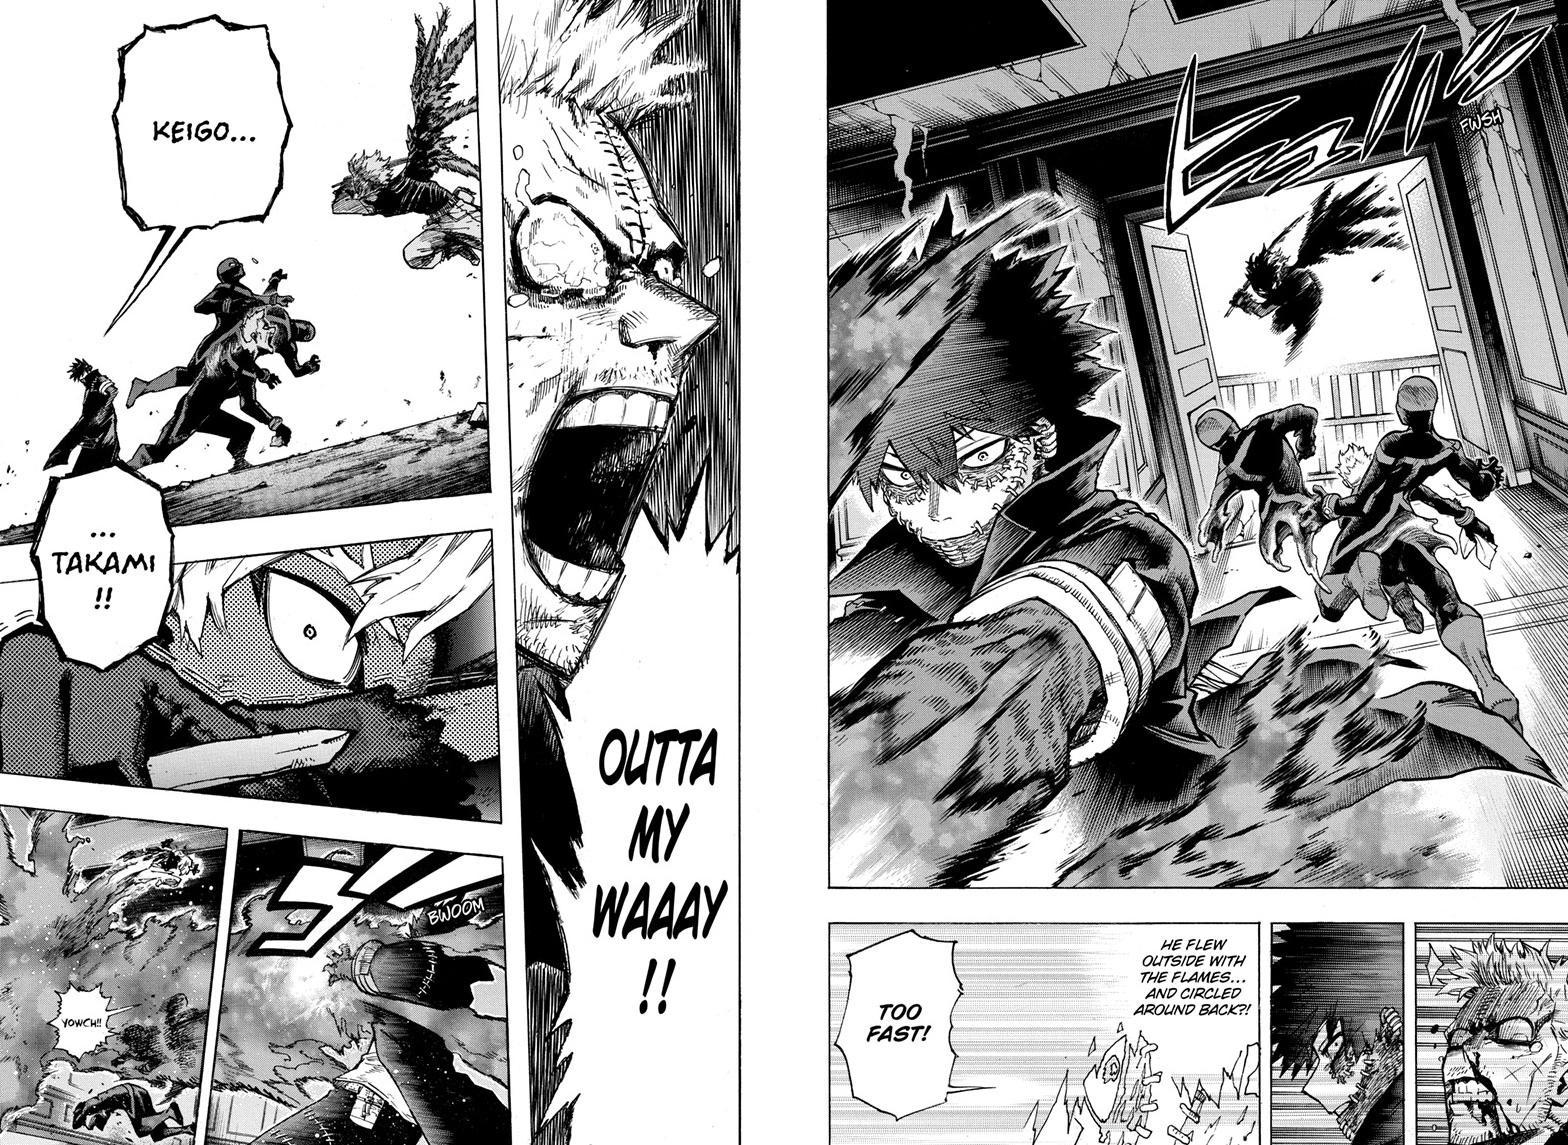 FWSH
HE FLEW
OUTSIDE WITH
THE FLAMES...
AND CIRCLED
AROUND BACK?!
TOO
FAST!
OUTTA
MY
WAAAY
!!
KEIGO...
...
TAKAMI
!!
BWOOM
YOWCH!!